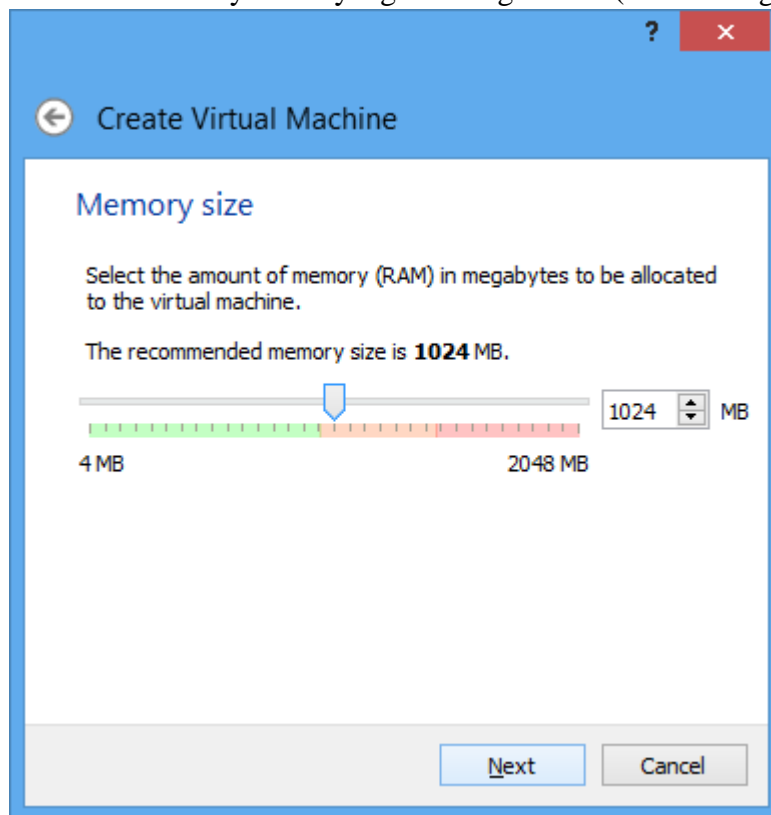 ?
Create Virtual Machine
Memory size
Select the amount of memory (RAM) in megabytes to be allocated
to the virtual machine.
The recommended memory size is 1024 MB.
1024 MB
4 MB 2048 MB
Next Cancel